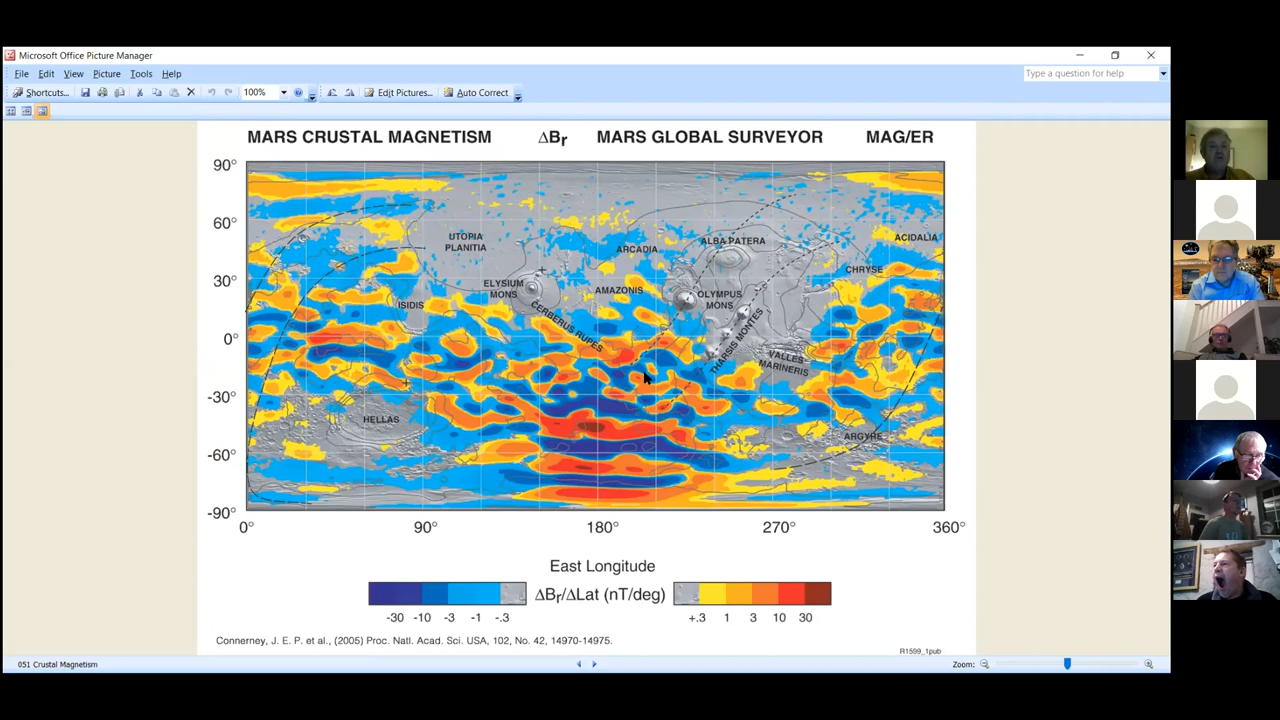 Microsoft Office Picture Manager
File Edit View Picture Tools Help
Type a question for help
Shortcuts... 100% Edit Pictures... Auto Correct
MARS CRUSTAL MAGNETISM ΔBr MARS GLOBAL SURVEYOR MAG/ER
90°
60°
30°
0°
-30°
-60°
-90°
UTOPIA
PLANITIA
ARCADIA
ALBA PATERA
ACIDALIA
CHRYSE
ELYSIUM
MONS
AMAZONIS
OLYMPUS
MONS
ISIDIS
CERBERUS RUPES
THARSIS MONTES
VALLES
MARINERIS
HELLAS
ARGYRE
0° 90° 180° 270° 360°
East Longitude
ΔBr/ΔLat (nT/deg)
-30 -10 -3 -1 -.3 +.3 1 3 10 30
Connerney, J. E. P. et al., (2005) Proc. Natl. Acad. Sci. USA, 102, No. 42, 14970-14975.
R1599_1pub
051 Crustal Magnetism
Zoom: